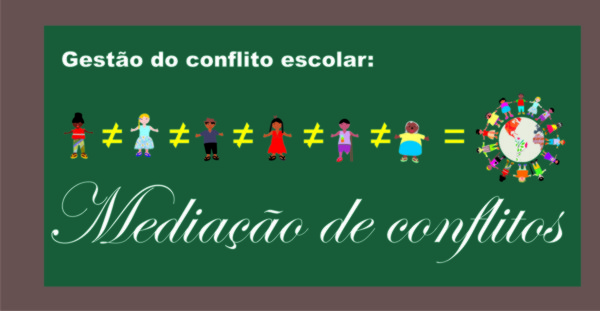 Gestão do conflito escolar:
≠ ≠ ≠ ≠ ≠ =
Mediação de conflitos